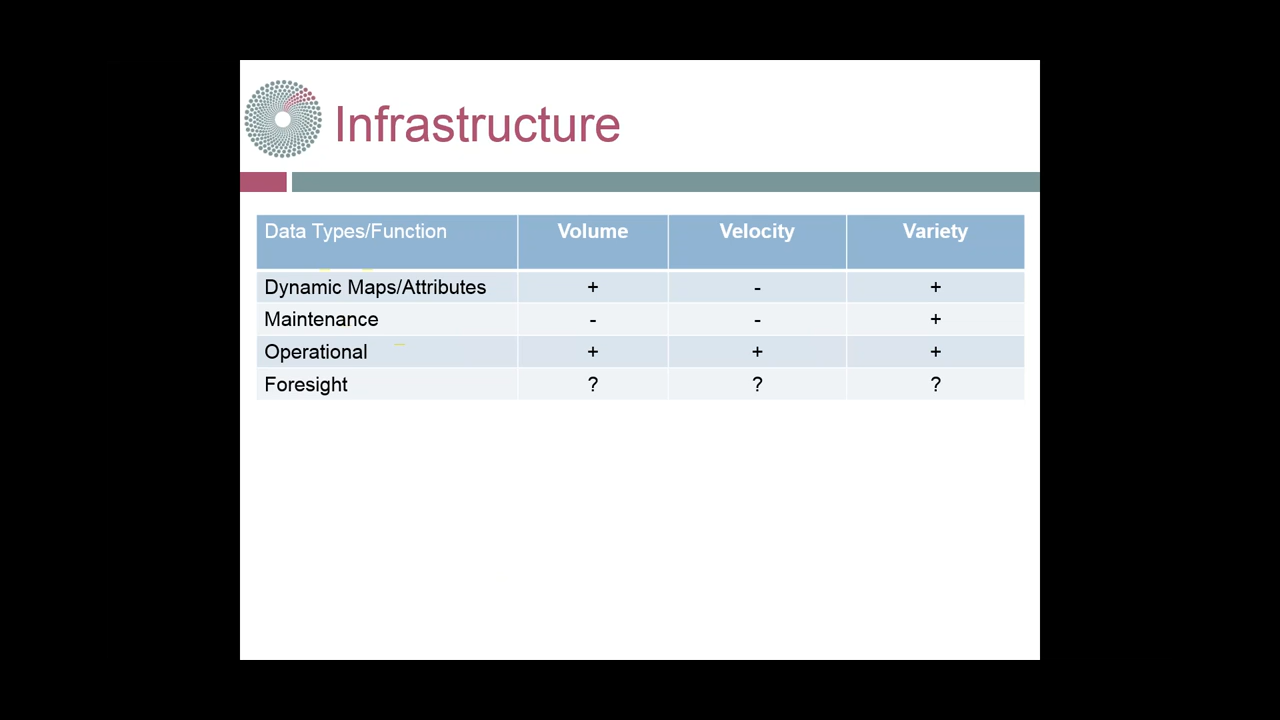 Infrastructure
Data Types/Function Volume Velocity Variety
Dynamic Maps/Attributes + - +
Maintenance - - +
Operational + + +
Foresight ? ? ?